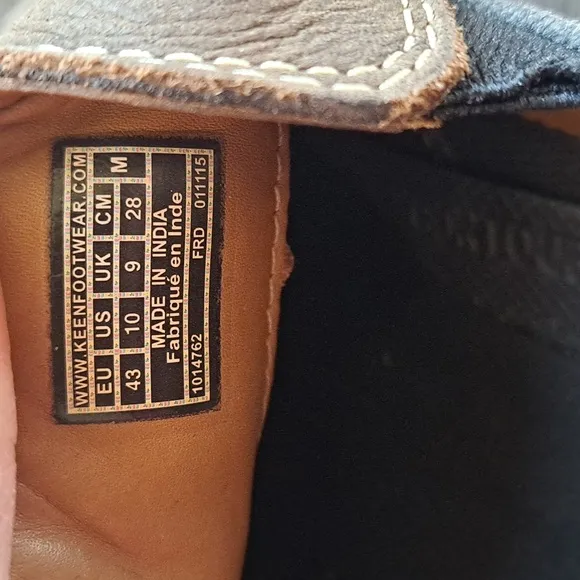 WWW.KEENFOOTWEAR.COM
EU US UK CM M
43 10 9 28
MADE IN INDIA
Fabriqué en Inde
1014762 FRD 011115